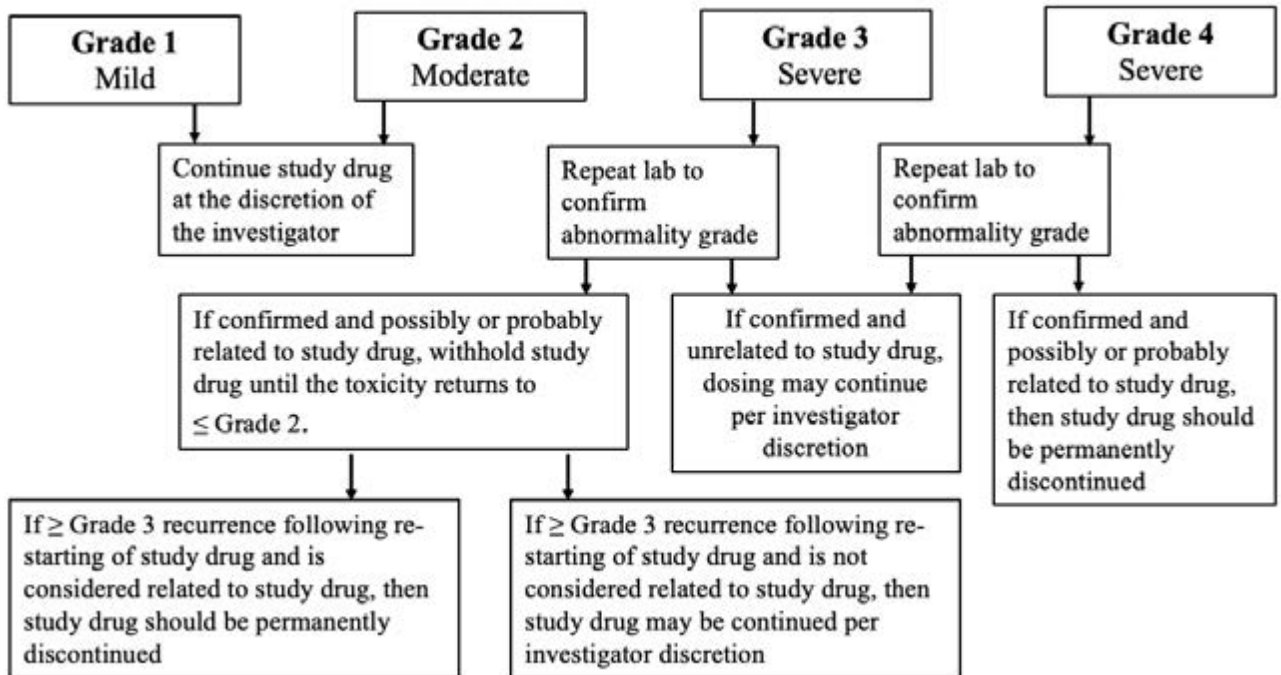 Grade 1
Mild
Grade 2
Moderate
Grade 3
Severe
Grade 4
Severe
Continue study drug
at the discretion of
the investigator
Repeat lab to
confirm
abnormality grade
Repeat lab to
confirm
abnormality grade
If confirmed and possibly or probably
related to study drug, withhold study
drug until the toxicity returns to
≤ Grade 2.
If confirmed and
unrelated to study drug,
dosing may continue
per investigator
discretion
If confirmed and
possibly or probably
related to study drug,
then study drug should
be permanently
discontinued
If ≥ Grade 3 recurrence following re-
starting of study drug and is
considered related to study drug, then
study drug should be permanently
discontinued
If ≥ Grade 3 recurrence following re-
starting of study drug and is not
considered related to study drug, then
study drug may be continued per
investigator discretion